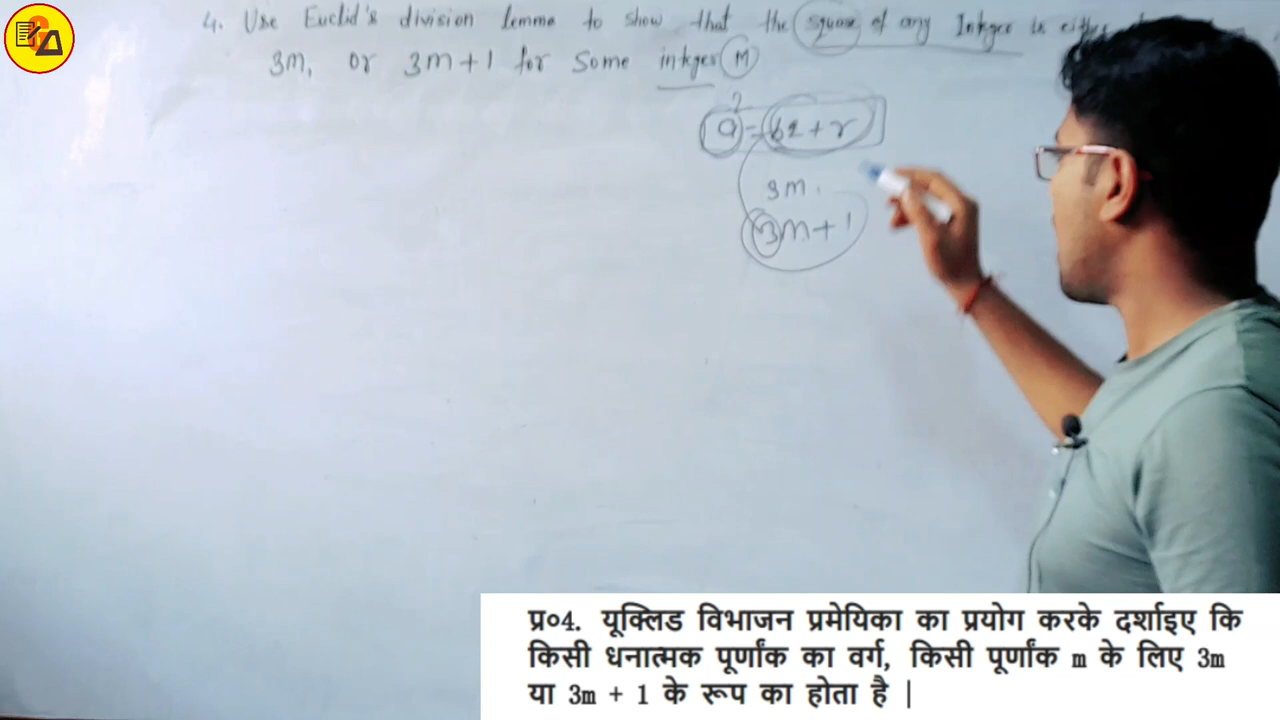 4. Use Euclid's division lemma to show that the square of any Integer is either
3m, or 3m+1 for some integer M
a² = bq + r
3m.
3m+1
प्र०4. यूक्लिड विभाजन प्रमेयिका का प्रयोग करके दर्शाइए कि
किसी धनात्मक पूर्णांक का वर्ग, किसी पूर्णांक m के लिए 3m
या 3m + 1 के रूप का होता है |